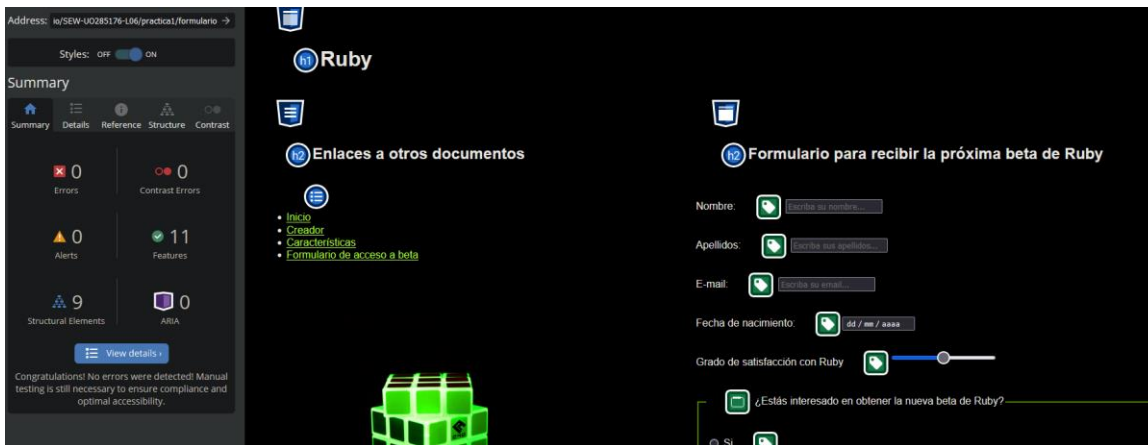 Address: io/SEW-UO285176-L06/practica1/formulario →
Styles: OFF ON
Summary
Summary Details Reference Structure Contrast
0 Errors
0 Contrast Errors
0 Alerts
11 Features
9 Structural Elements
0 ARIA
View details ›
Congratulations! No errors were detected! Manual
testing is still necessary to ensure compliance and
optimal accessibility.
h1 Ruby
h2 Enlaces a otros documentos
• Inicio
• Creador
• Características
• Formulario de acceso a beta
h2 Formulario para recibir la próxima beta de Ruby
Nombre: Escriba su nombre...
Apellidos: Escriba sus apellidos...
E-mail: Escriba su email...
Fecha de nacimiento: dd / mm / aaaa
Grado de satisfacción con Ruby
¿Estás interesado en obtener la nueva beta de Ruby?
Si